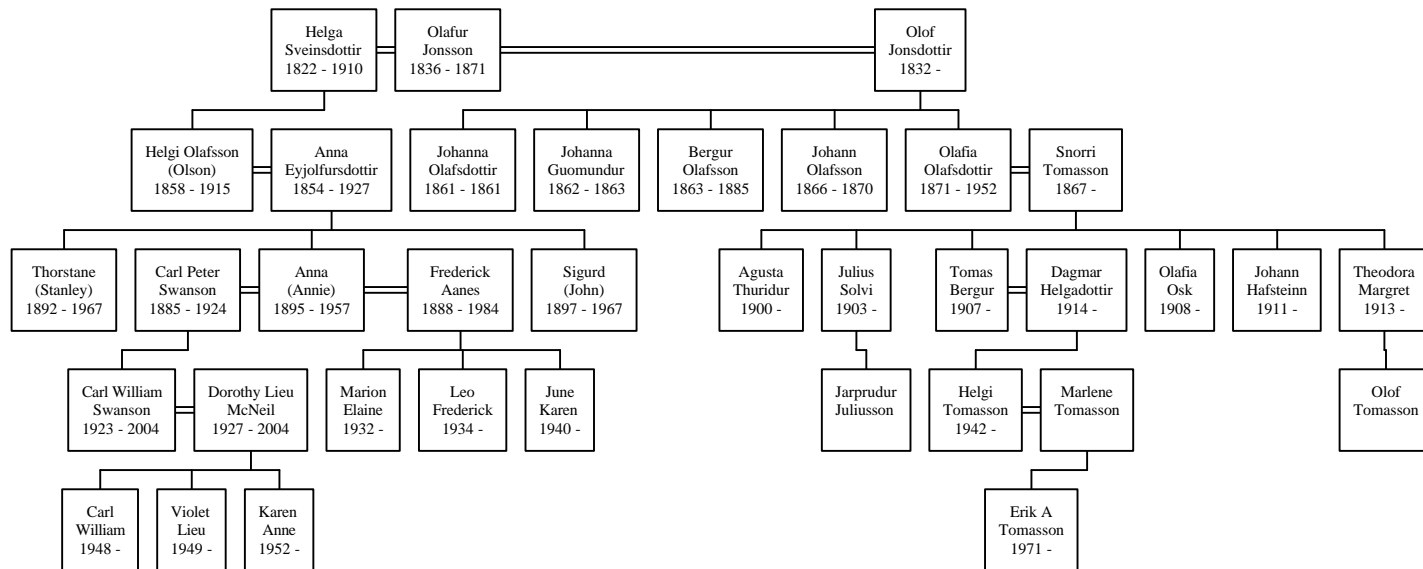 Helga
Sveinsdottir
1822 - 1910
Olafur
Jonsson
1836 - 1871
Olof
Jonsdottir
1832 -
Helgi Olafsson
(Olson)
1858 - 1915
Anna
Eyjolfursdottir
1854 - 1927
Johanna
Olafsdottir
1861 - 1861
Johanna
Guomundur
1862 - 1863
Bergur
Olafsson
1863 - 1885
Johann
Olafsson
1866 - 1870
Olafia
Olafsdottir
1871 - 1952
Snorri
Tomasson
1867 -
Thorstane
(Stanley)
1892 - 1967
Carl Peter
Swanson
1885 - 1924
Anna
(Annie)
1895 - 1957
Frederick
Aanes
1888 - 1984
Sigurd
(John)
1897 - 1967
Agusta
Thuridur
1900 -
Julius
Solvi
1903 -
Tomas
Bergur
1907 -
Dagmar
Helgadottir
1914 -
Olafia
Osk
1908 -
Johann
Hafsteinn
1911 -
Theodora
Margret
1913 -
Carl William
Swanson
1923 - 2004
Dorothy Lieu
McNeil
1927 - 2004
Marion
Elaine
1932 -
Leo
Frederick
1934 -
June
Karen
1940 -
Jarprudur
Juliusson
Helgi
Tomasson
1942 -
Marlene
Tomasson
Olof
Tomasson
Carl
William
1948 -
Violet
Lieu
1949 -
Karen
Anne
1952 -
Erik A
Tomasson
1971 -